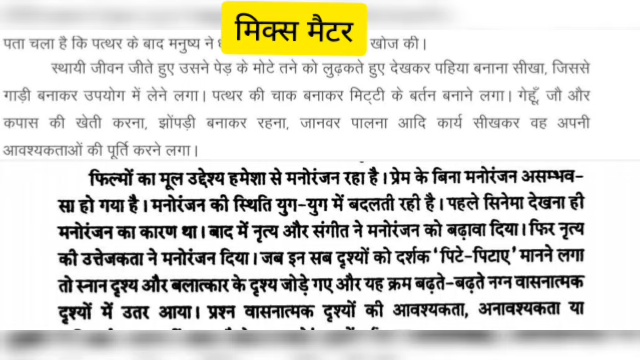 मिक्स मैटर
पता चला है कि पत्थर के बाद मनुष्य ने खोज की।
स्थायी जीवन जीते हुए उसने पेड़ के मोटे तने को लुढ़कते हुए देखकर पहिया बनाना सीखा, जिससे
गाड़ी बनाकर उपयोग में लेने लगा। पत्थर की चाक बनाकर मिट्टी के बर्तन बनाने लगा। गेहूँ, जौ और
कपास की खेती करना, झोंपड़ी बनाकर रहना, जानवर पालना आदि कार्य सीखकर वह अपनी
आवश्यकताओं की पूर्ति करने लगा।
फिल्मों का मूल उद्देश्य हमेशा से मनोरंजन रहा है। प्रेम के बिना मनोरंजन असम्भव-
सा हो गया है। मनोरंजन की स्थिति युग-युग में बदलती रही है। पहले सिनेमा देखना ही
मनोरंजन का कारण था। बाद में नृत्य और संगीत ने मनोरंजन को बढ़ावा दिया। फिर नृत्य
की उत्तेजकता ने मनोरंजन दिया। जब इन सब दृश्यों को दर्शक 'पिटे-पिटाए' मानने लगा
तो स्नान दृश्य और बलात्कार के दृश्य जोड़े गए और यह क्रम बढ़ते-बढ़ते नग्न वासनात्मक
दृश्यों में उतर आया। प्रश्न वासनात्मक दृश्यों की आवश्यकता, अनावश्यकता या